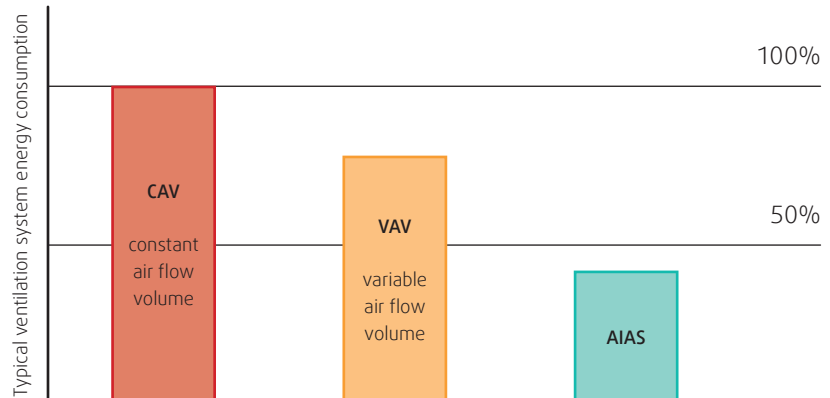 Typical ventilation system energy consumption
100%
50%
CAV
constant
air flow
volume
VAV
variable
air flow
volume
AIAS